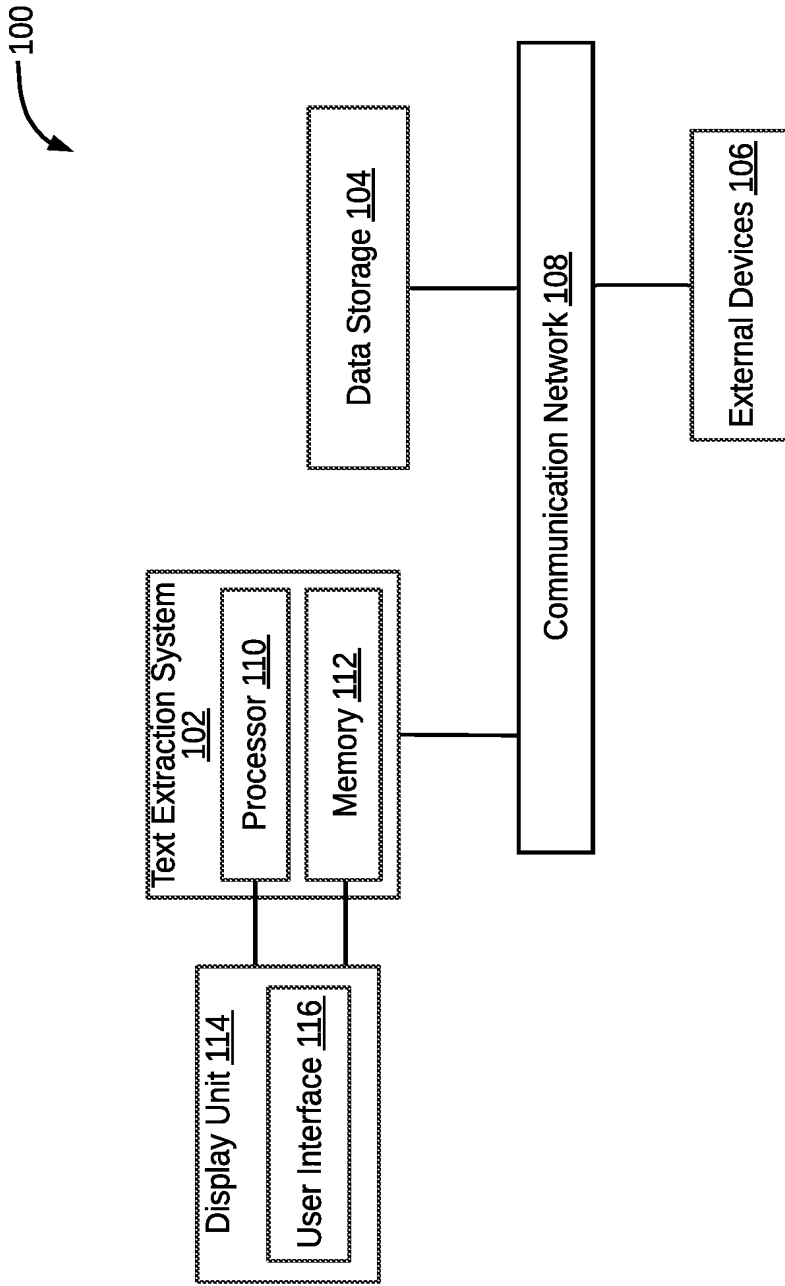 100
Display Unit 114
User Interface 116
Text Extraction System
102
Processor 110
Memory 112
Data Storage 104
Communication Network 108
External Devices 106